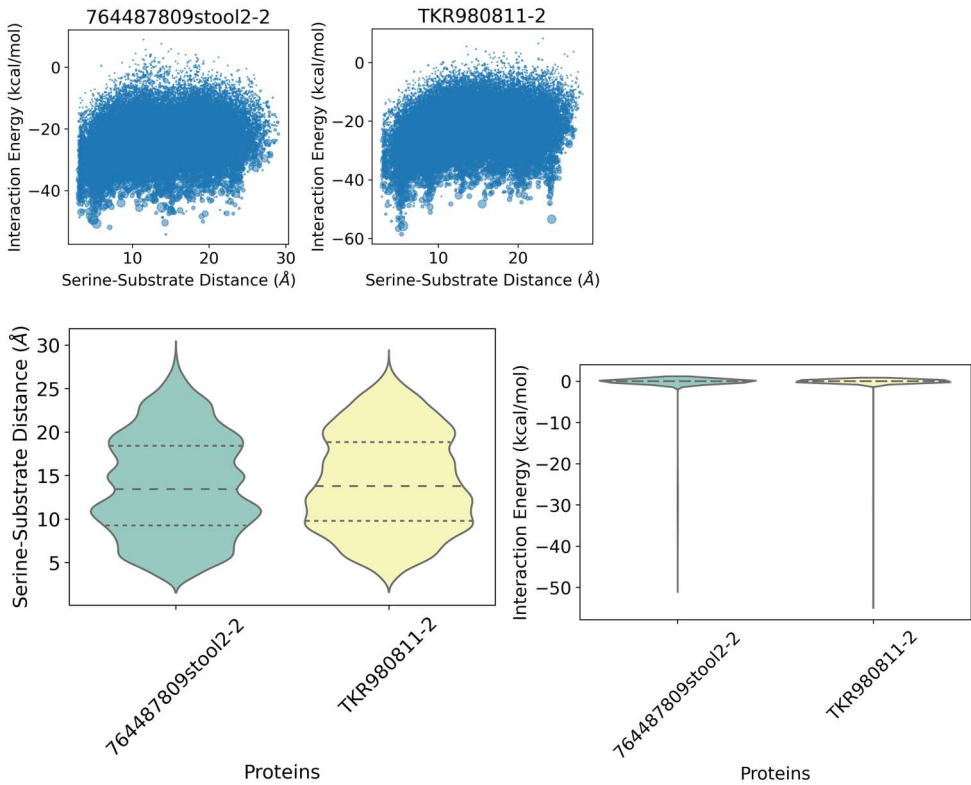 764487809stool2-2
Interaction Energy (kcal/mol)
0
−20
−40
10
20
30
Serine-Substrate Distance (Å)
TKR980811-2
Interaction Energy (kcal/mol)
0
−20
−40
−60
10
20
Serine-Substrate Distance (Å)
Serine-Substrate Distance (Å)
30
25
20
15
10
5
764487809stool2-2
TKR980811-2
Proteins
Interaction Energy (kcal/mol)
0
−10
−20
−30
−40
−50
764487809stool2-2
TKR980811-2
Proteins